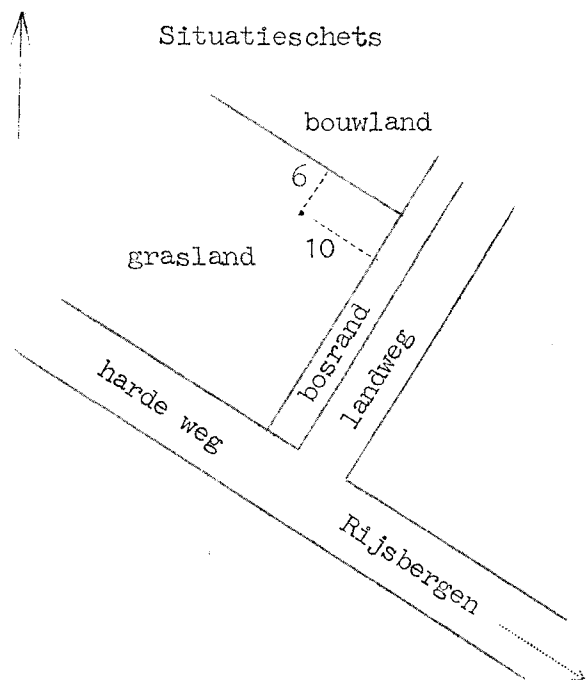 Situatieschets
bouwland
6
10
grasland
bosrand
landweg
harde weg
Rijsbergen